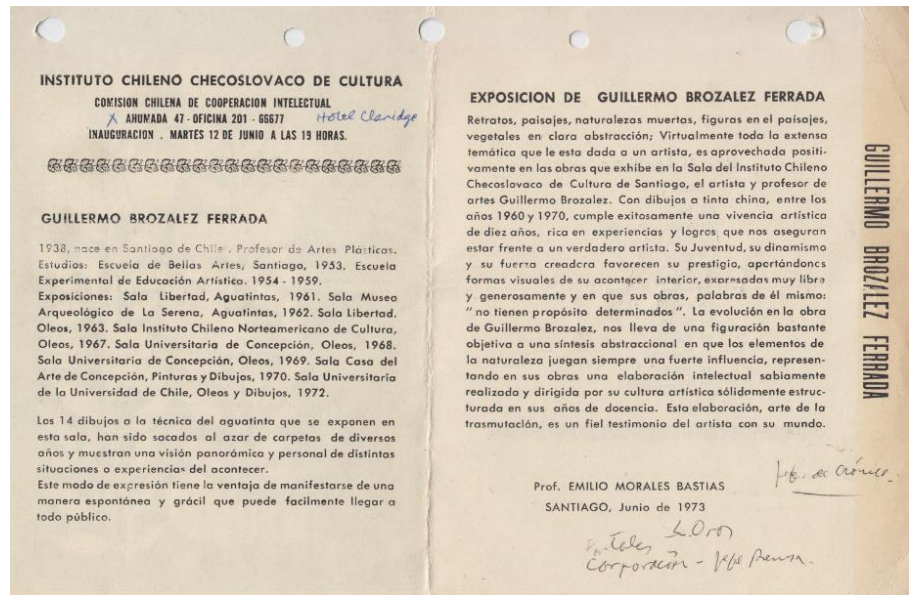 INSTITUTO CHILENO CHECOSLOVACO DE CULTURA
COMISION CHILENA DE COOPERACION INTELECTUAL
X AHUMADA 47 - OFICINA 201 - 66677 Hotel Claridge
INAUGURACION . MARTES 12 DE JUNIO A LAS 19 HORAS.
GUILLERMO BROZALEZ FERRADA
1938, nace en Santiago de Chile . Profesor de Artes Plásticas.
Estudios: Escuela de Bellas Artes, Santiago, 1953. Escuela
Experimental de Educación Artística. 1954 - 1959.
Exposiciones: Sala Libertad, Aguatintas, 1961. Sala Museo
Arqueológico de La Serena, Aguatintas, 1962. Sala Libertad.
Oleos, 1963. Sala Instituto Chileno Norteamericano de Cultura,
Oleos, 1967. Sala Universitaria de Concepción, Oleos, 1968.
Sala Universitaria de Concepción, Oleos, 1969. Sala Casa del
Arte de Concepción, Pinturas y Dibujos, 1970. Sala Universitaria
de la Universidad de Chile, Oleos y Dibujos, 1972.
Los 14 dibujos a la técnica del aguatinta que se exponen en
esta sala, han sido sacados al azar de carpetas de diversos
años y muestran una visión panorámica y personal de distintas
situaciones o experiencias del acontecer.
Este modo de expresión tiene la ventaja de manifestarse de una
manera espontánea y grácil que puede facilmente llegar a
todo público.
EXPOSICION DE GUILLERMO BROZALEZ FERRADA
Retratos, paisajes, naturalezas muertas, figuras en el paisajes,
vegetales en clara abstracción; Virtualmente toda la extensa
temática que le esta dada a un artista, es aprovechada positi-
vamente en las obras que exhibe en la Sala del Instituto Chileno
Checoslovaco de Cultura de Santiago, el artista y profesor de
artes Guillermo Brozalez. Con dibujos a tinta china, entre los
años 1960 y 1970, cumple exitosamente una vivencia artística
de diez años, rica en experiencias y logros que nos aseguran
estar frente a un verdadero artista. Su Juventud, su dinamismo
y su fuerza creadora favorecen su prestigio, aportándonos
formas visuales de su acontecer interior, expresadas muy libre
y generosamente y en que sus obras, palabras de él mismo:
" no tienen propósito determinados ". La evolución en la obra
de Guillermo Brozalez, nos lleva de una figuración bastante
objetiva a una síntesis abstraccional en que los elementos de
la naturaleza juegan siempre una fuerte influencia, represen-
tando en sus obras una elaboración intelectual sabiamente
realizada y dirigida por su cultura artística sólidamente estruc-
turada en sus años de docencia. Esta elaboración, arte de la
trasmutación, es un fiel testimonio del artista con su mundo.
Prof. EMILIO MORALES BASTIAS
SANTIAGO, Junio de 1973
de Crónica.
Corporación - Jefe Prensa.
GUILLERMO BROZALEZ FERRADA